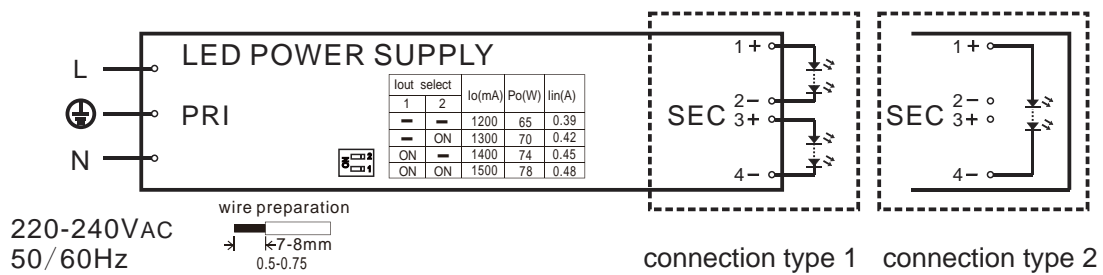 LED POWER SUPPLY
L
PRI
N
Iout select
Io(mA) Po(W) Iin(A)
1 2
– – 1200 65 0.39
– ON 1300 70 0.42
ON – 1400 74 0.45
ON ON 1500 78 0.48
ON
2
1
SEC
1+
2–
3+
4–
SEC
1+
2–
3+
4–
220-240VAC
50/60Hz
wire preparation
7-8mm
0.5-0.75
connection type 1
connection type 2